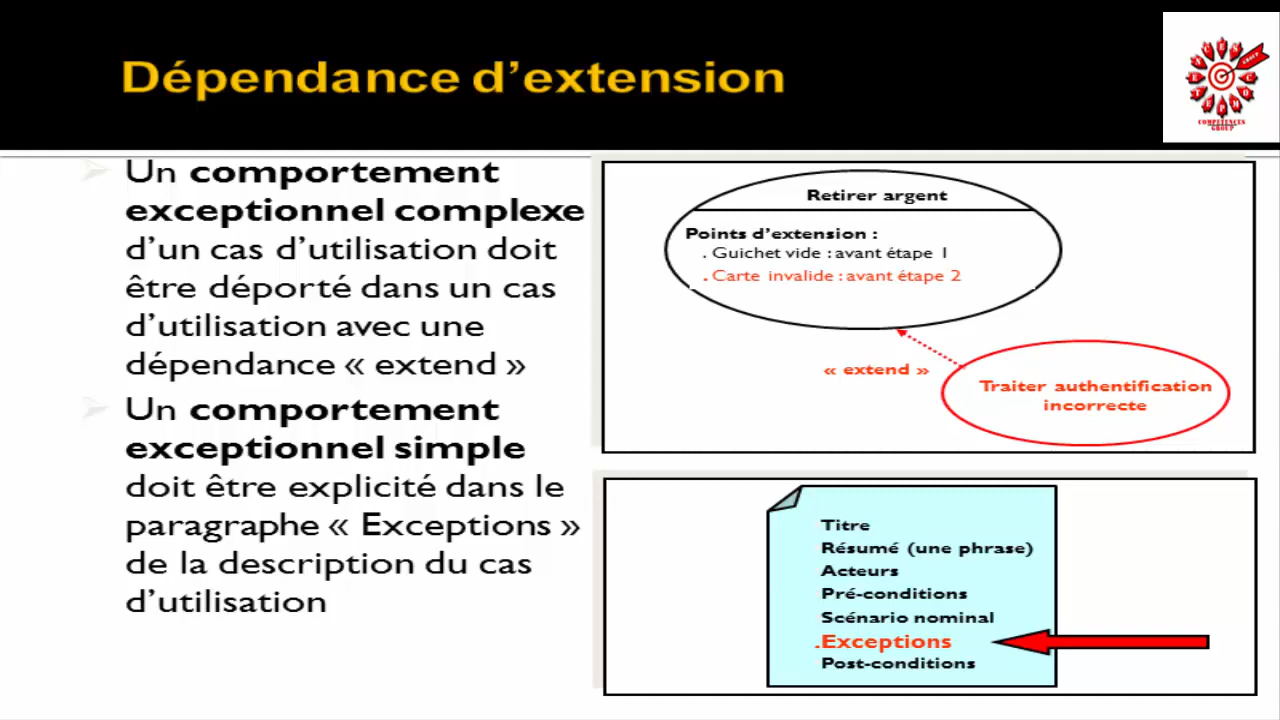 Dépendance d’extension
COMPETENCES
GROUP
Un comportement
exceptionnel complexe
d’un cas d’utilisation doit
être déporté dans un cas
d’utilisation avec une
dépendance « extend »
Un comportement
exceptionnel simple
doit être explicité dans le
paragraphe « Exceptions »
de la description du cas
d’utilisation
Retirer argent
Points d’extension :
. Guichet vide : avant étape 1
. Carte invalide : avant étape 2
« extend »
Traiter authentification
incorrecte
Titre
Résumé (une phrase)
Acteurs
Pré-conditions
Scénario nominal
.Exceptions
Post-conditions